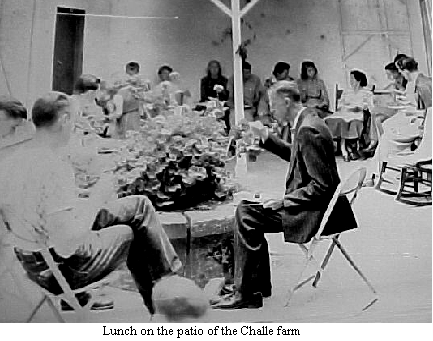 Lunch on the patio of the Challe farm